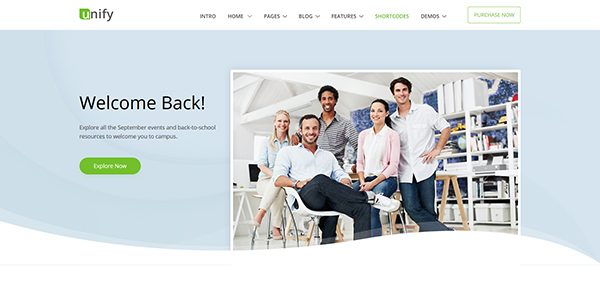 unify
INTRO HOME PAGES BLOG FEATURES SHORTCODES DEMOS PURCHASE NOW
Welcome Back!
Explore all the September events and back-to-school
resources to welcome you to campus.
Explore Now